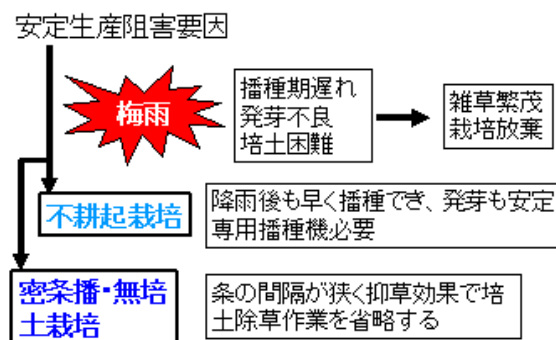 安定生産阻害要因
梅雨
播種期遅れ
発芽不良
培土困難
雑草繁茂
栽培放棄
不耕起栽培
降雨後も早く播種でき、発芽も安定
専用播種機必要
密条播・無培
土栽培
条の間隔が狭く抑草効果で培
土除草作業を省略する